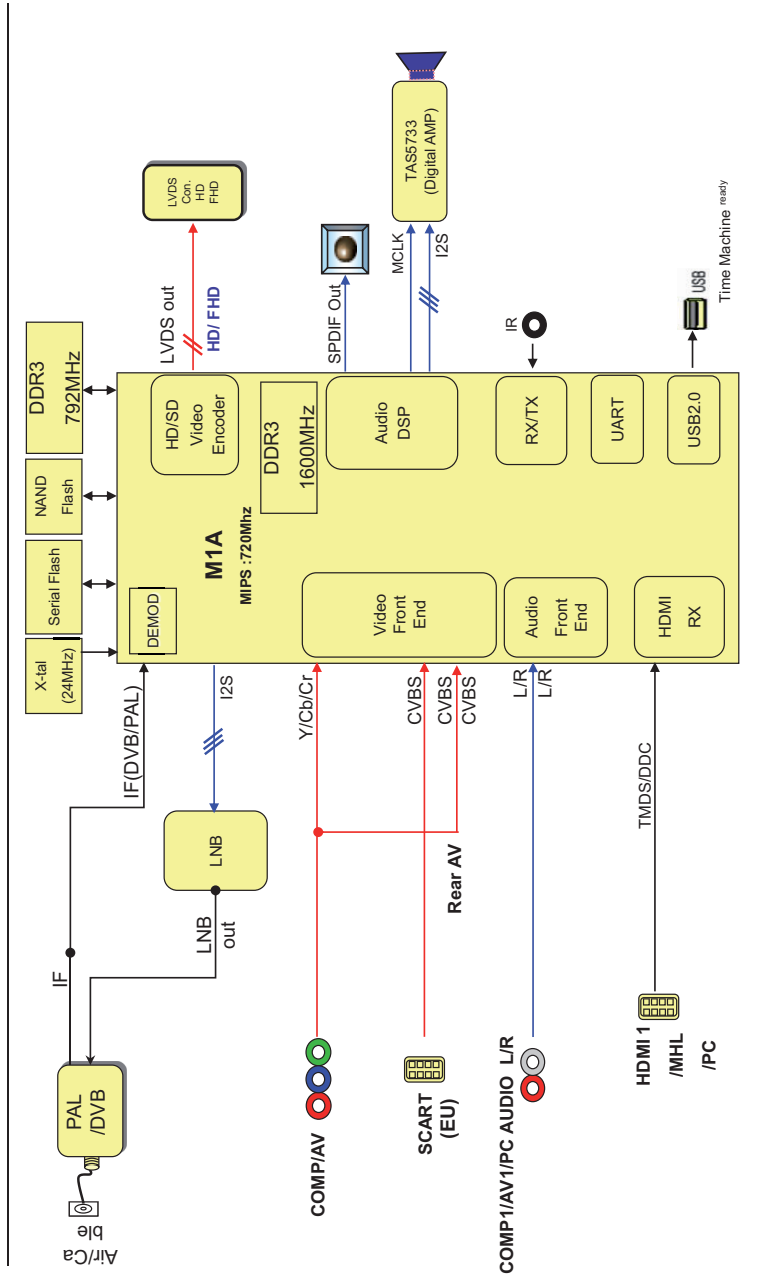 Air/Ca
ble
PAL
/DVB
IF
IF(DVB/PAL)
LNB
out
LNB
I2S
X-tal
(24MHz)
Serial Flash
NAND
Flash
DDR3
792MHz
DEMOD
M1A
MIPS :720Mhz
HD/SD
Video
Encoder
LVDS out
HD/ FHD
LVDS
Con.
HD
FHD
DDR3
1600MHz
COMP/AV
Y/Cb/Cr
SCART
(EU)
CVBS
CVBS
CVBS
Rear AV
Video
Front
End
Audio
DSP
SPDIF Out
MCLK
I2S
TAS5733
(Digital AMP)
COMP1/AV1/PC AUDIO L/R
L/R
L/R
Audio
Front
End
RX/TX
IR
UART
HDMI 1
/MHL
/PC
TMDS/DDC
HDMI
RX
USB2.0
USB
Time Machine ready